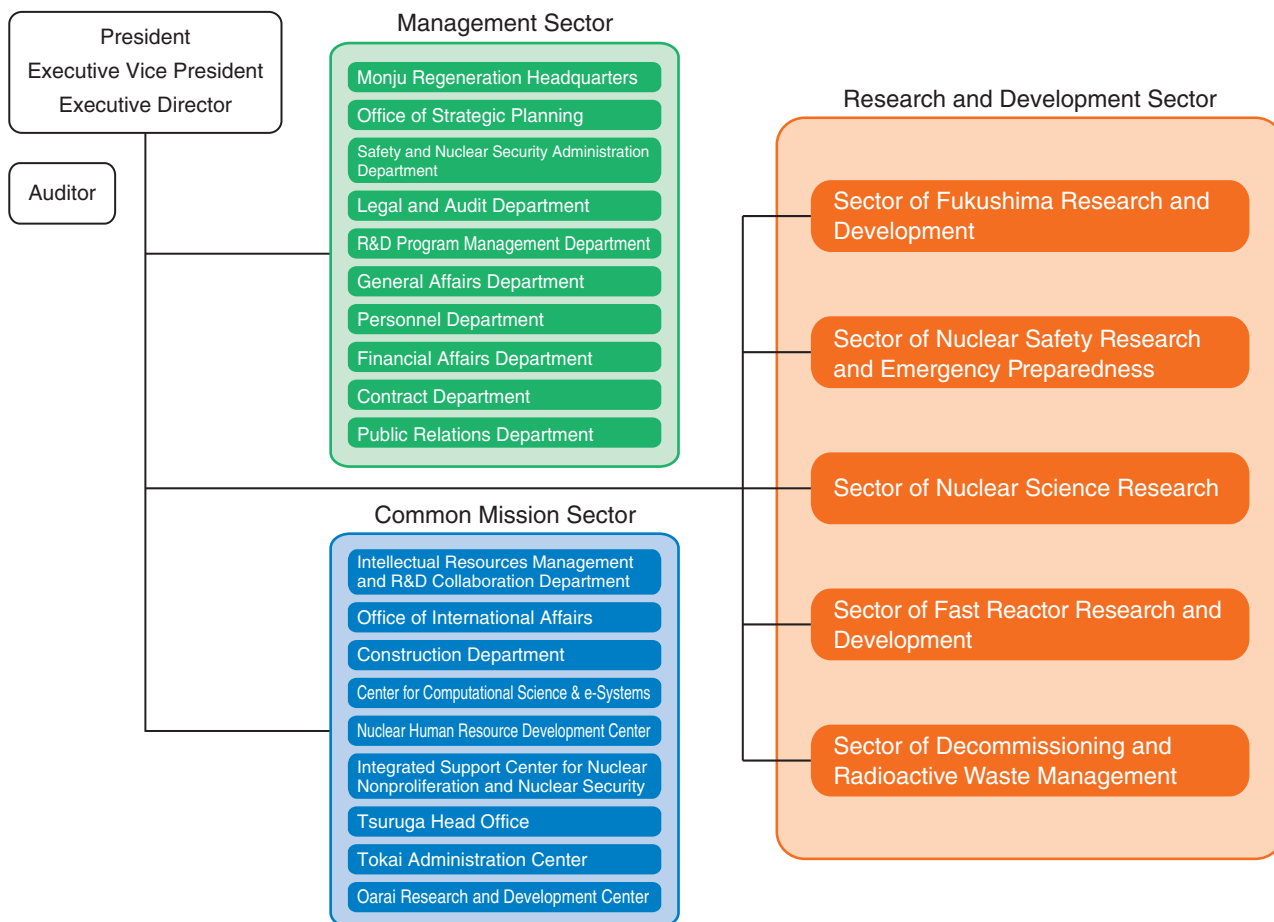 President
Executive Vice President
Executive Director
Auditor
Management Sector
Monju Regeneration Headquarters
Office of Strategic Planning
Safety and Nuclear Security Administration
Department
Legal and Audit Department
R&D Program Management Department
General Affairs Department
Personnel Department
Financial Affairs Department
Contract Department
Public Relations Department
Common Mission Sector
Intellectual Resources Management
and R&D Collaboration Department
Office of International Affairs
Construction Department
Center for Computational Science & e-Systems
Nuclear Human Resource Development Center
Integrated Support Center for Nuclear
Nonproliferation and Nuclear Security
Tsuruga Head Office
Tokai Administration Center
Oarai Research and Development Center
Research and Development Sector
Sector of Fukushima Research and
Development
Sector of Nuclear Safety Research
and Emergency Preparedness
Sector of Nuclear Science Research
Sector of Fast Reactor Research and
Development
Sector of Decommissioning and
Radioactive Waste Management